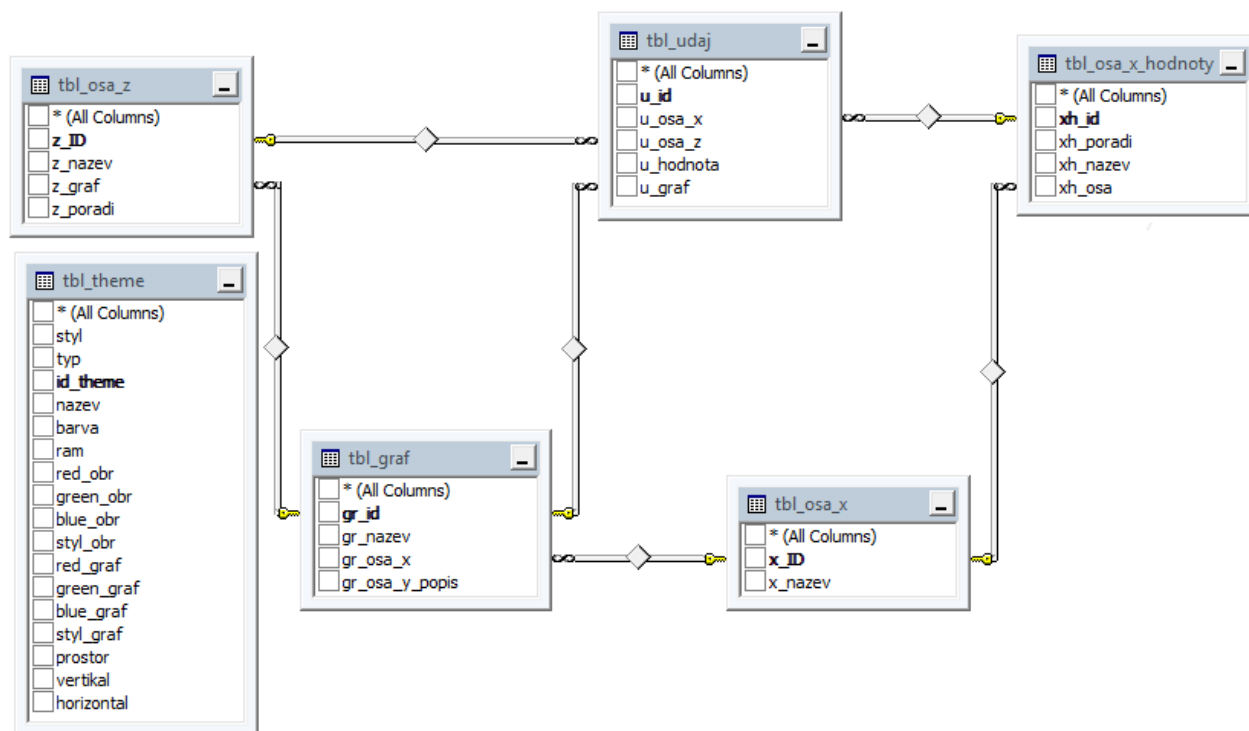 tbl_osa_z
* (All Columns)
z_ID
z_nazev
z_graf
z_poradi
tbl_udaj
* (All Columns)
u_id
u_osa_x
u_osa_z
u_hodnota
u_graf
tbl_osa_x_hodnoty
* (All Columns)
xh_id
xh_poradi
xh_nazev
xh_osa
tbl_theme
* (All Columns)
styl
typ
id_theme
nazev
barva
ram
red_obr
green_obr
blue_obr
styl_obr
red_graf
green_graf
blue_graf
styl_graf
prostor
vertikal
horizontal
tbl_graf
* (All Columns)
gr_id
gr_nazev
gr_osa_x
gr_osa_y_popis
tbl_osa_x
* (All Columns)
x_ID
x_nazev